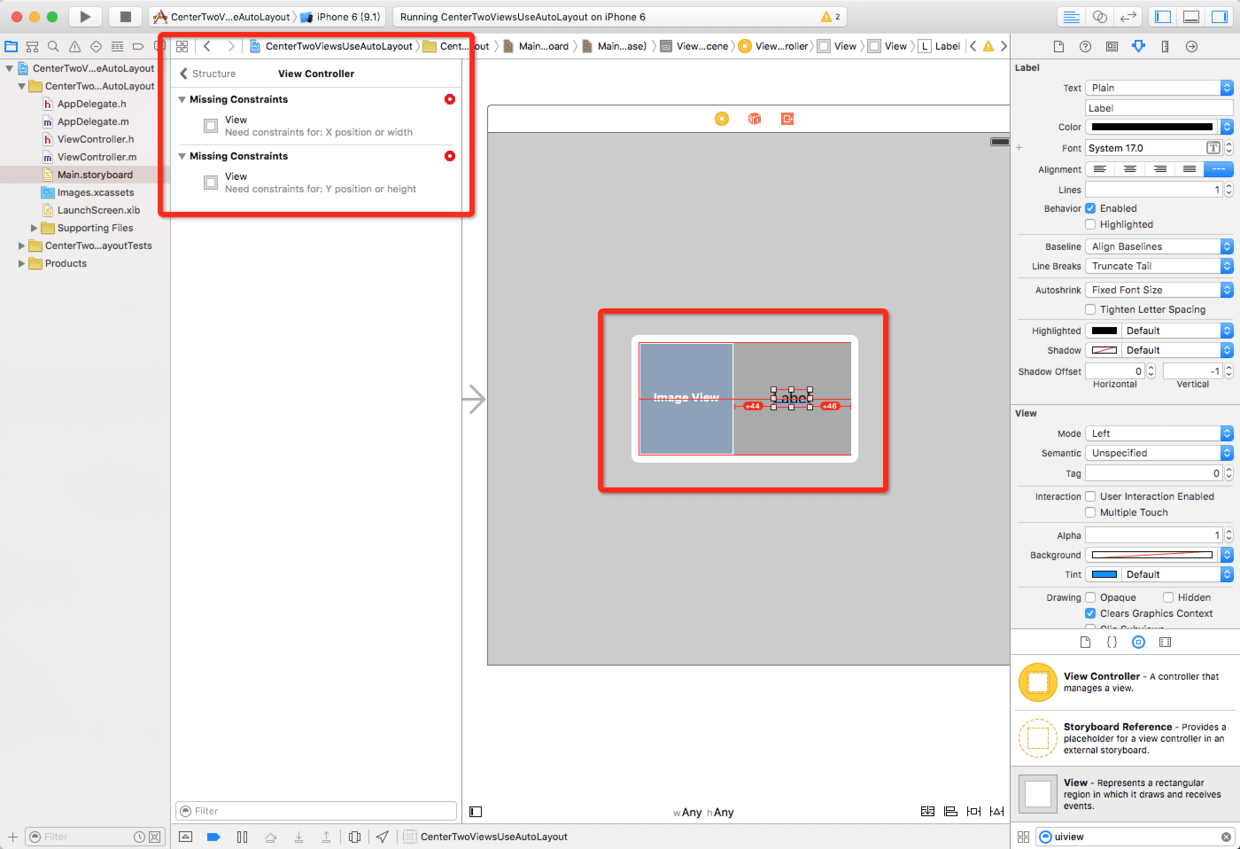 CenterTwoV...eAutoLayout iPhone 6 (9.1)
Running CenterTwoViewsUseAutoLayout on iPhone 6
2
CenterTwoViewsUseAutoLayout Cent...out Main...oard Main...ase) View...cene View...roller View View L Label
CenterTwoV...eAutoLayout
CenterTwo...AutoLayout
h AppDelegate.h
m AppDelegate.m
h ViewController.h
m ViewController.m
Main.storyboard
Images.xcassets
LaunchScreen.xib
Supporting Files
CenterTwo...ayoutTests
Products
Filter
Structure
View Controller
Missing Constraints
View
Need constraints for: X position or width
Missing Constraints
View
Need constraints for: Y position or height
Filter
Image View
Label
+44
+46
wAny hAny
CenterTwoViewsUseAutoLayout
Label
Text Plain
Label
Color
Font System 17.0 T
Alignment
Lines 1
Behavior Enabled
Highlighted
Baseline Align Baselines
Line Breaks Truncate Tail
Autoshrink Fixed Font Size
Tighten Letter Spacing
Highlighted Default
Shadow Default
Shadow Offset 0 -1
Horizontal Vertical
View
Mode Left
Semantic Unspecified
Tag 0
Interaction User Interaction Enabled
Multiple Touch
Alpha 1
Background
Tint Default
Drawing Opaque Hidden
Clears Graphics Context
Clip Subviews
{}
View Controller - A controller that
manages a view.
Storyboard Reference - Provides a
placeholder for a view controller in an
external storyboard.
View - Represents a rectangular
region in which it draws and receives
events.
uiview